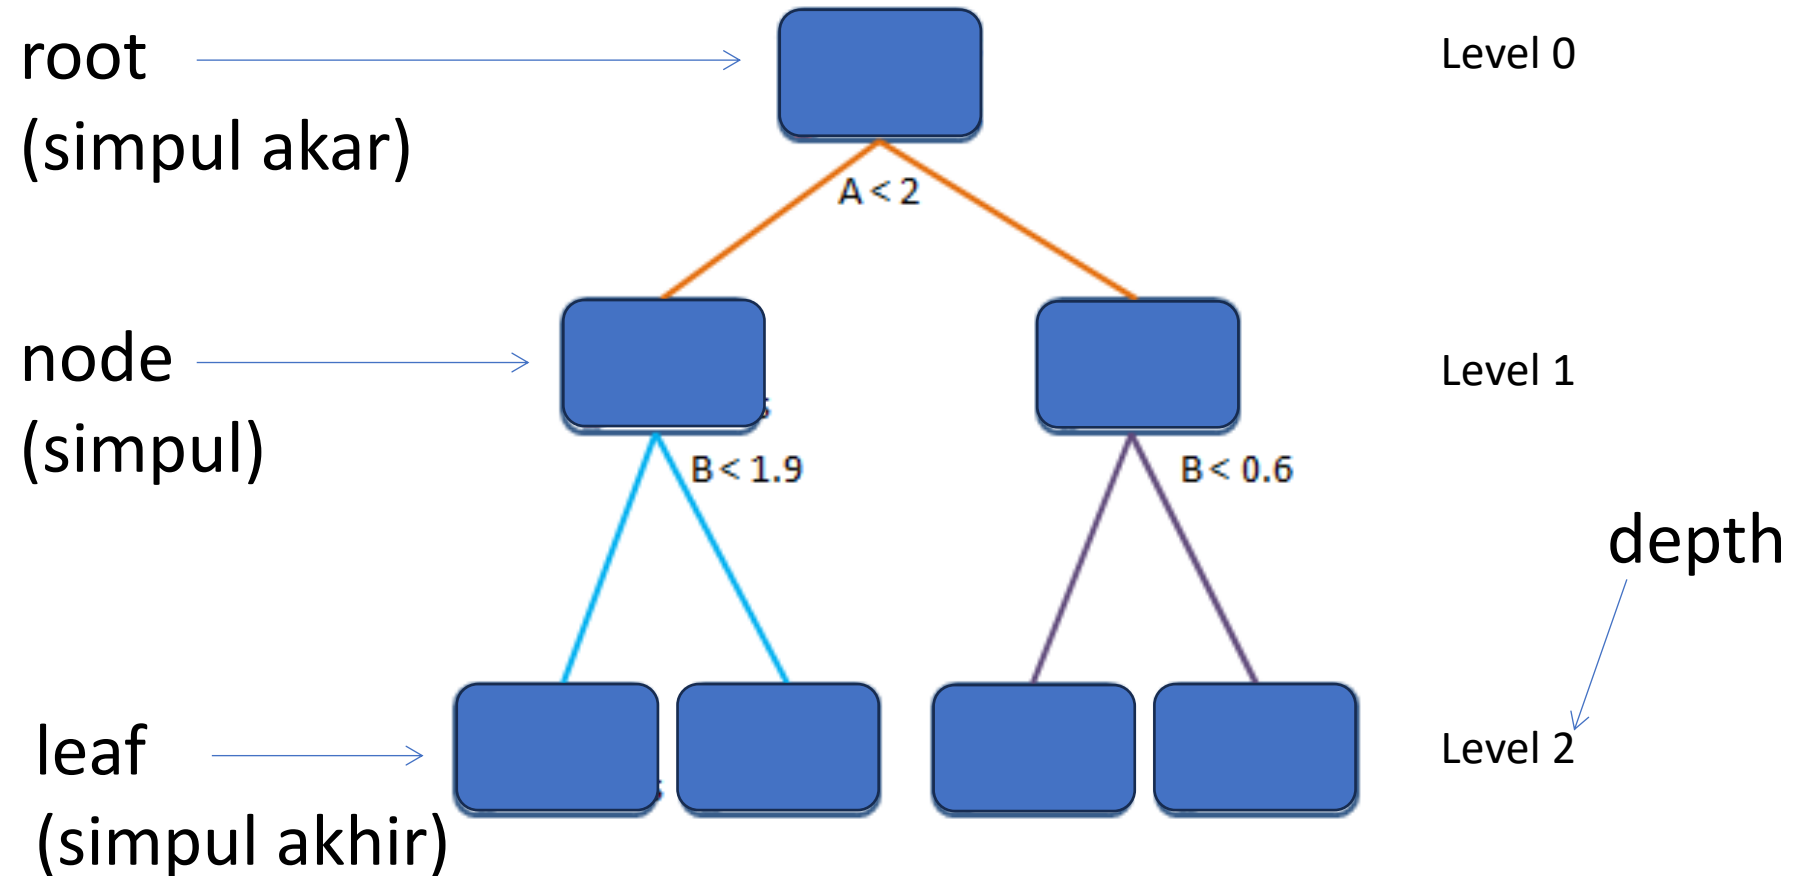 root
(simpul akar)
Level 0
A < 2
node
(simpul)
Level 1
B < 1.9
B < 0.6
depth
leaf
(simpul akhir)
Level 2